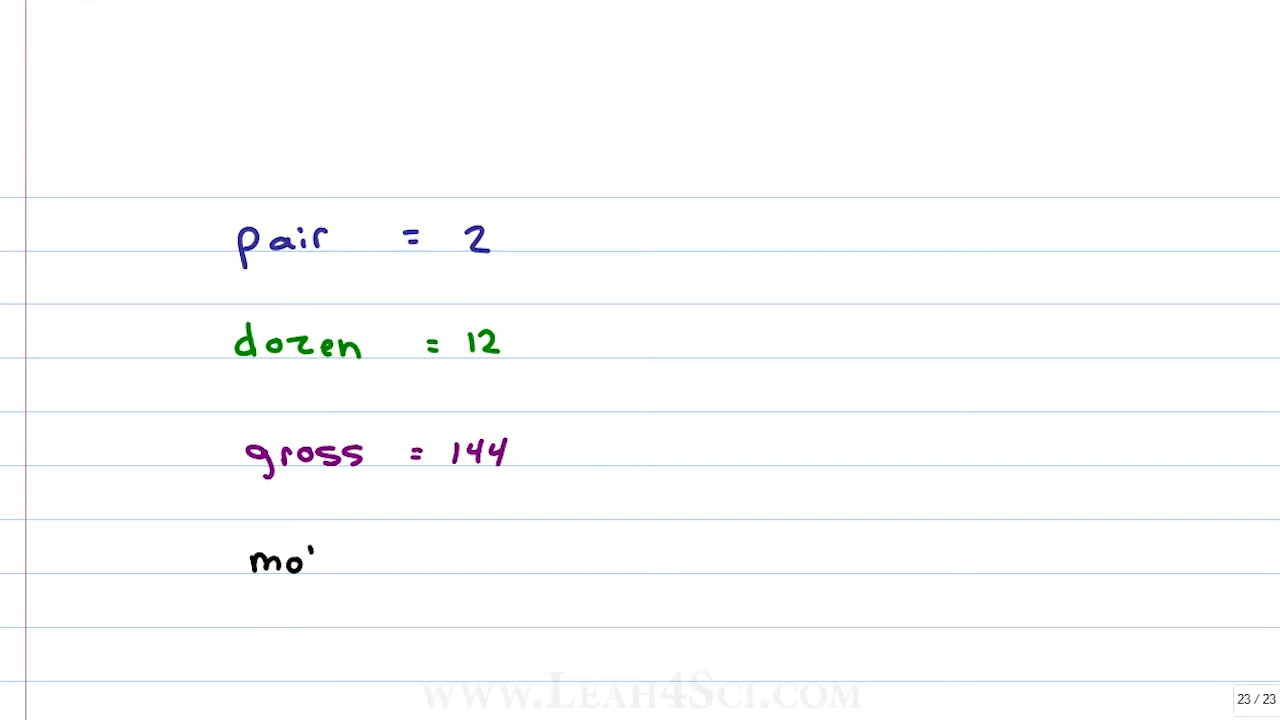 pair = 2
dozen = 12
gross = 144
mo'
www.Leah4Sci.com
23 / 23